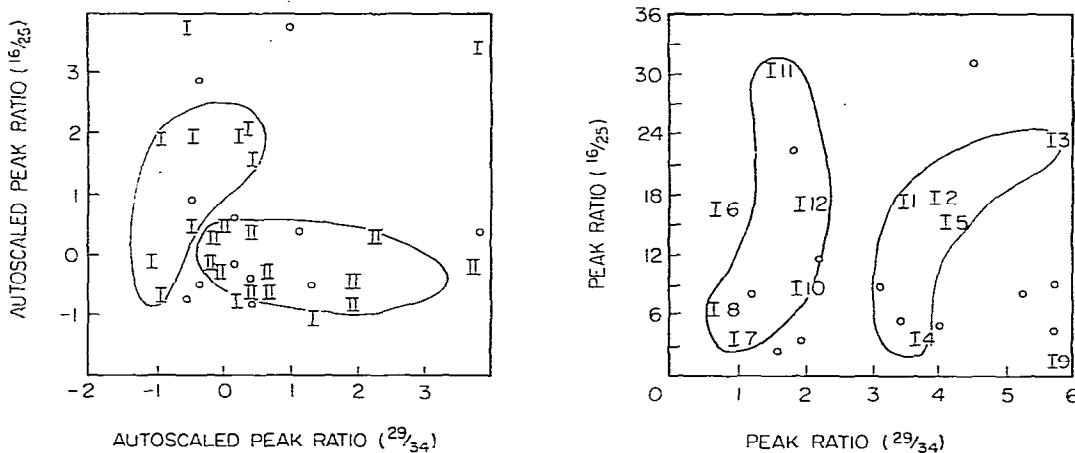 AUTOSCALED PEAK RATIO (16/25)
3
2
1
0
-1
-2 -1 0 1 2 3
AUTOSCALED PEAK RATIO (29/34)
I
I
I I I I
I
I
I
I
I
I
II
II
II
II
II
II
II
II
II
II
II
II
II
PEAK RATIO (16/25)
36
30
24
18
12
6
0
1 2 3 4 5 6
PEAK RATIO (29/34)
I11
I3
I6
I12
I1
I2
I5
I10
I8
I7
I4
I9